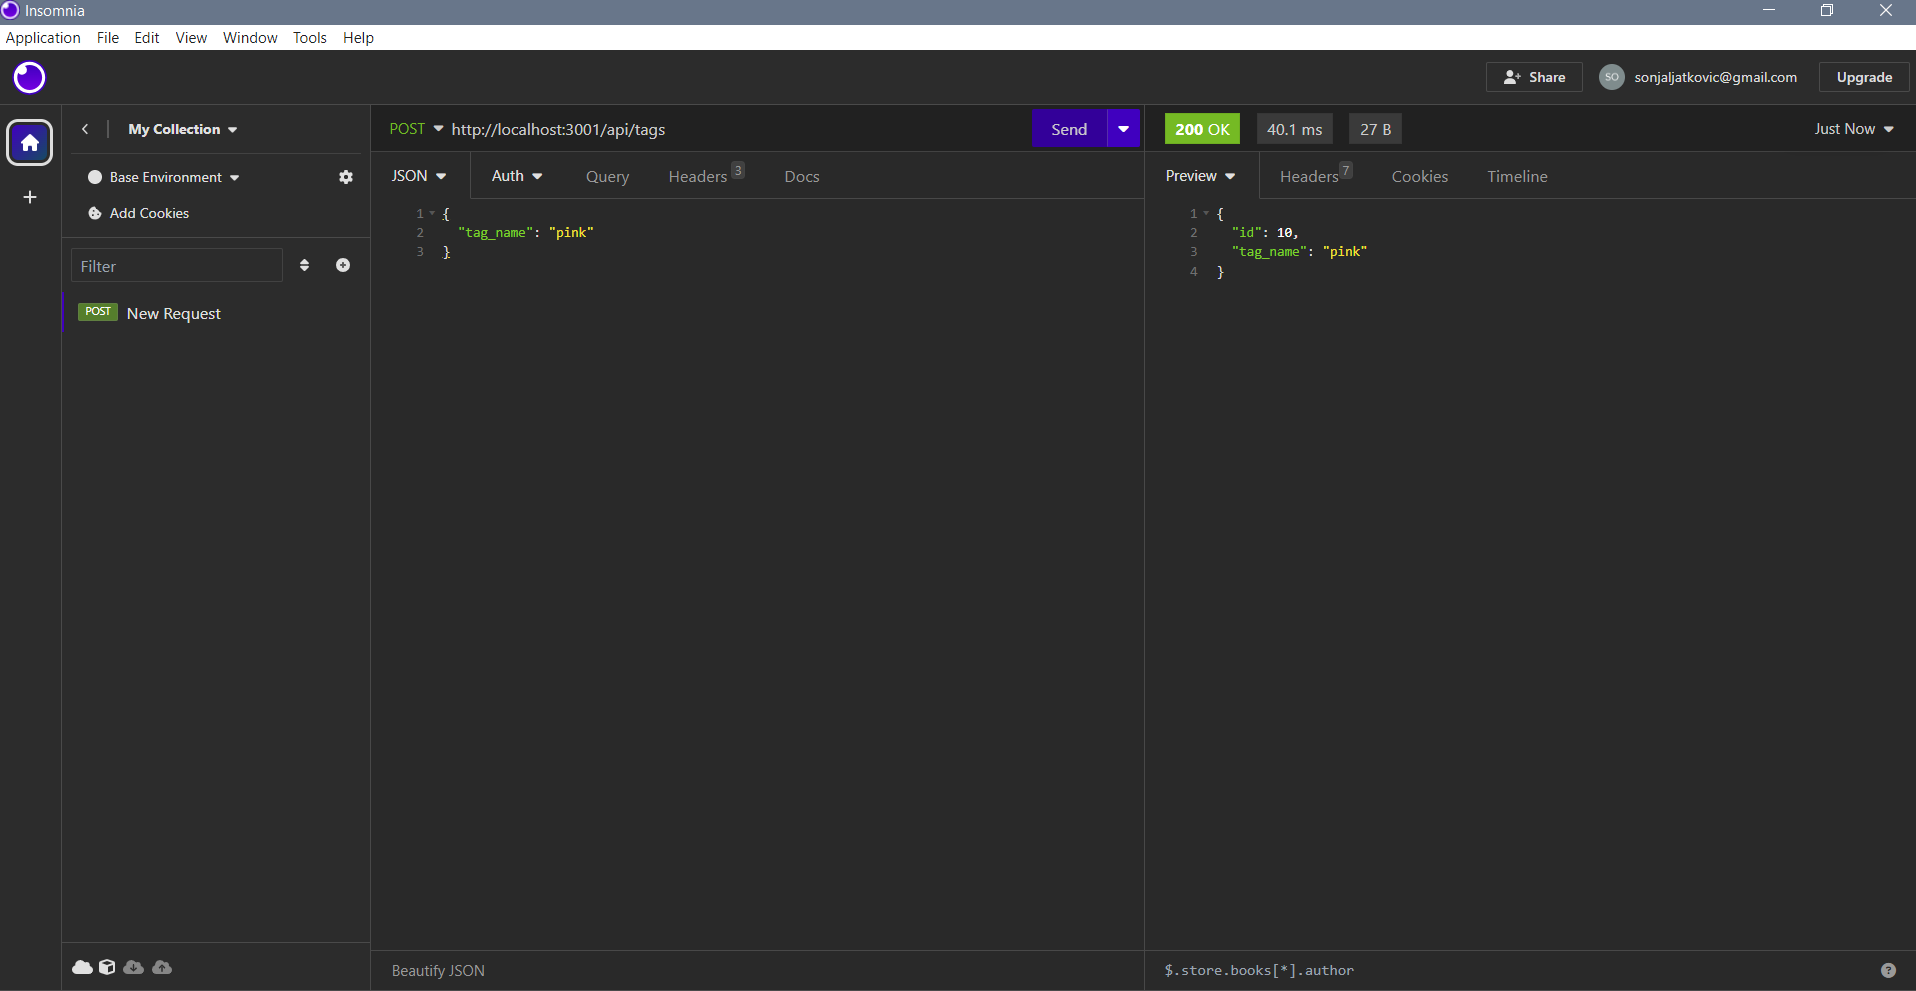 Insomnia
Application File Edit View Window Tools Help
Share SO sonjaljatkovic@gmail.com Upgrade
My Collection
Base Environment
Add Cookies
Filter
POST New Request
POST http://localhost:3001/api/tags Send
JSON Auth Query Headers 3 Docs
1 {
2 "tag_name": "pink"
3 }
Beautify JSON
200 OK 40.1 ms 27 B Just Now
Preview Headers 7 Cookies Timeline
1 {
2 "id": 10,
3 "tag_name": "pink"
4 }
$.store.books[*].author ?